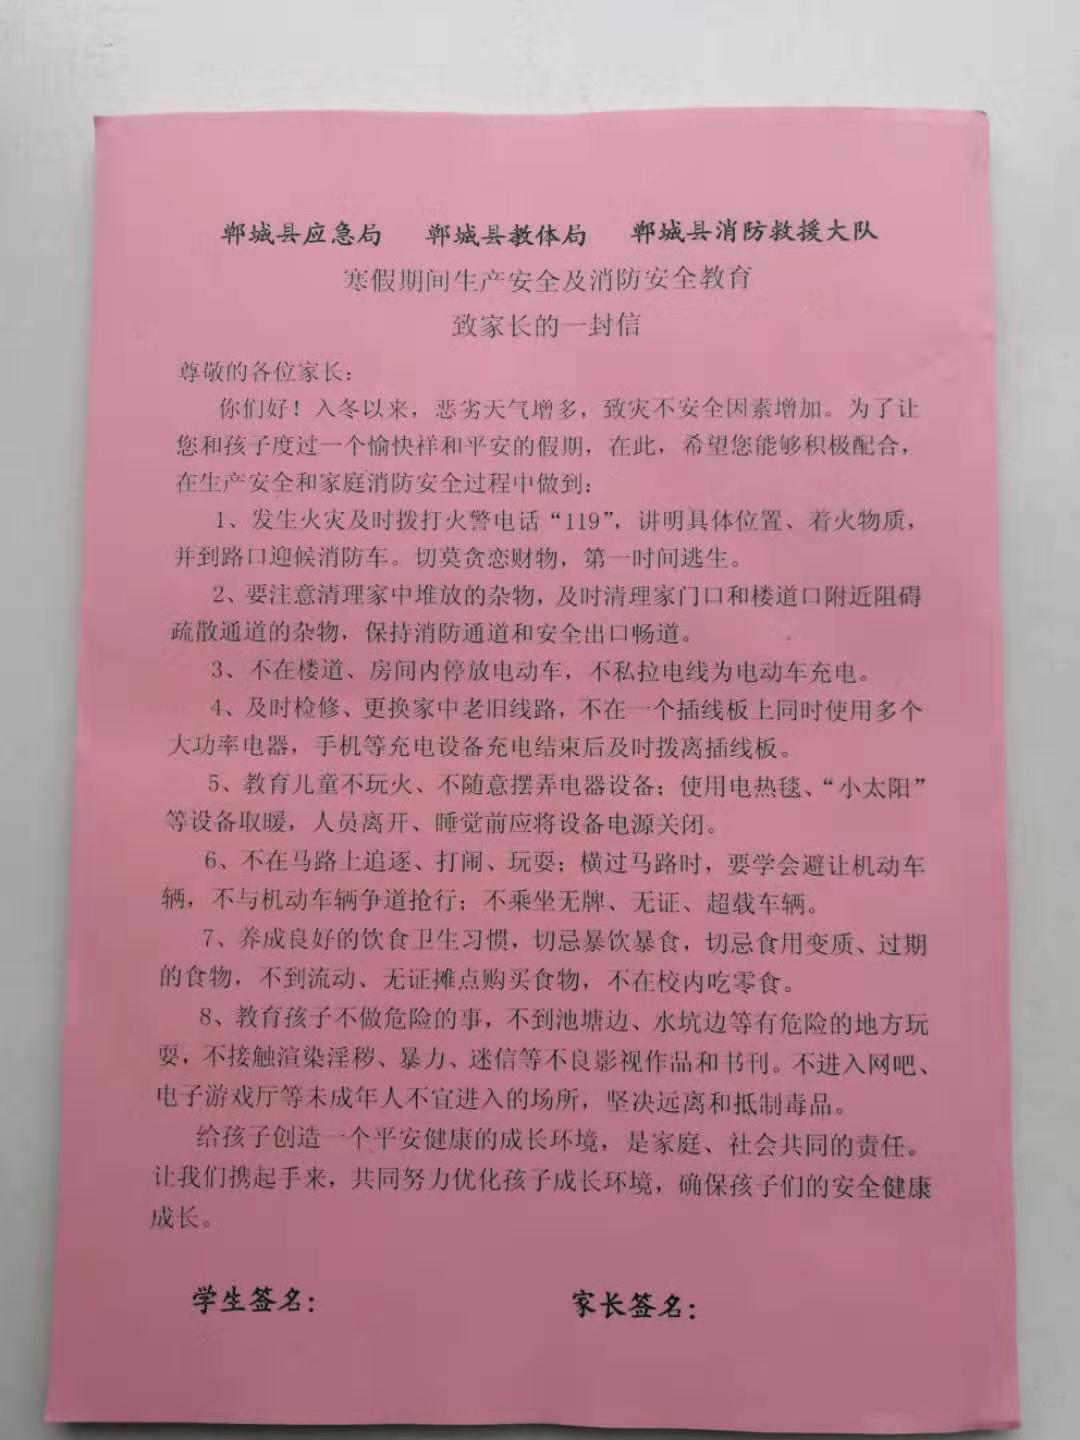 郸城县应急局 郸城县教体局 郸城县消防救援大队
寒假期间生产安全及消防安全教育
致家长的一封信
尊敬的各位家长:
你们好！入冬以来，恶劣天气增多，致灾不安全因素增加。为了让
您和孩子度过一个愉快祥和平安的假期，在此，希望您能够积极配合，
在生产安全和家庭消防安全过程中做到：
1、发生火灾及时拨打火警电话“119”，讲明具体位置、着火物质，
并到路口迎候消防车。切莫贪恋财物，第一时间逃生。
2、要注意清理家中堆放的杂物，及时清理家门口和楼道口附近阻碍
疏散通道的杂物，保持消防通道和安全出口畅道。
3、不在楼道、房间内停放电动车，不私拉电线为电动车充电。
4、及时检修、更换家中老旧线路，不在一个插线板上同时使用多个
大功率电器，手机等充电设备充电结束后及时拨离插线板。
5、教育儿童不玩火、不随意摆弄电器设备；使用电热毯、“小太阳”
等设备取暖，人员离开、睡觉前应将设备电源关闭。
6、不在马路上追逐、打闹、玩耍；横过马路时，要学会避让机动车
辆，不与机动车辆争道抢行；不乘坐无牌、无证、超载车辆。
7、养成良好的饮食卫生习惯，切忌暴饮暴食，切忌食用变质、过期
的食物，不到流动、无证摊点购买食物，不在校内吃零食。
8、教育孩子不做危险的事，不到池塘边、水坑边等有危险的地方玩
耍，不接触渲染淫秽、暴力、迷信等不良影视作品和书刊。不进入网吧、
电子游戏厅等未成年人不宜进入的场所，坚决远离和抵制毒品。
给孩子创造一个平安健康的成长环境，是家庭、社会共同的责任。
让我们携起手来，共同努力优化孩子成长环境，确保孩子们的安全健康
成长。
学生签名： 家长签名：